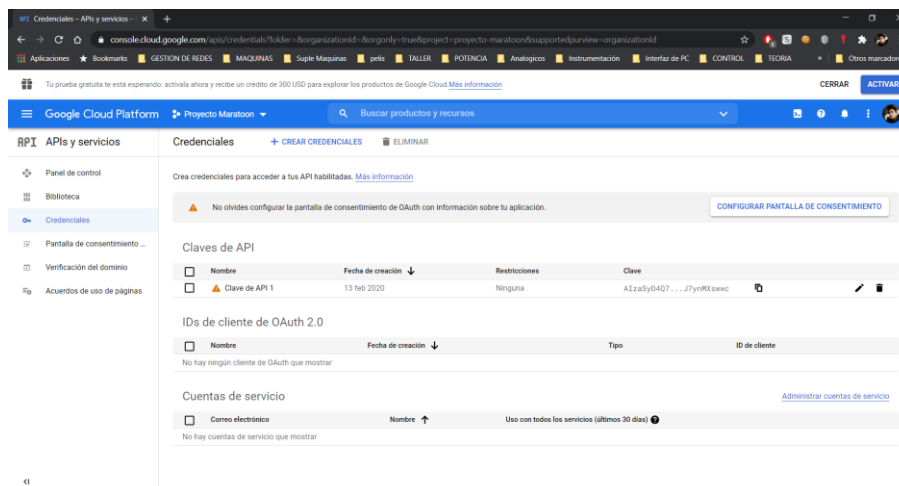 API Credenciales – APIs y servicios –
console.cloud.google.com/apis/credentials?folder=&organizationId=&orgonly=true&project=proyecto-maratoon&supportedpurview=organizationId
Aplicaciones Bookmarks GESTION DE REDES MAQUINAS Suple Maquinas pelis TALLER POTENCIA Analogicos Instrumentación Interfaz de PC CONTROL TEORIA » Otros marcadore
Tu prueba gratuita te está esperando: actívala ahora y recibe un crédito de 300 USD para explorar los productos de Google Cloud.Más información CERRAR ACTIVAR
Google Cloud Platform Proyecto Maratoon Buscar productos y recursos
API APIs y servicios Credenciales + CREAR CREDENCIALES ELIMINAR
Panel de control
Biblioteca
Credenciales
Pantalla de consentimiento ...
Verificación del dominio
Acuerdos de uso de páginas
Crea credenciales para acceder a tus API habilitadas. Más información
No olvides configurar la pantalla de consentimiento de OAuth con información sobre tu aplicación. CONFIGURAR PANTALLA DE CONSENTIMIENTO
Claves de API
Nombre Fecha de creación Restricciones Clave
Clave de API 1 13 feb 2020 Ninguna AIzaSyD4Q7...J7ynMXswwc
IDs de cliente de OAuth 2.0
Nombre Fecha de creación Tipo ID de cliente
No hay ningún cliente de OAuth que mostrar
Cuentas de servicio Administrar cuentas de servicio
Correo electrónico Nombre Uso con todos los servicios (últimos 30 días)
No hay cuentas de servicio que mostrar